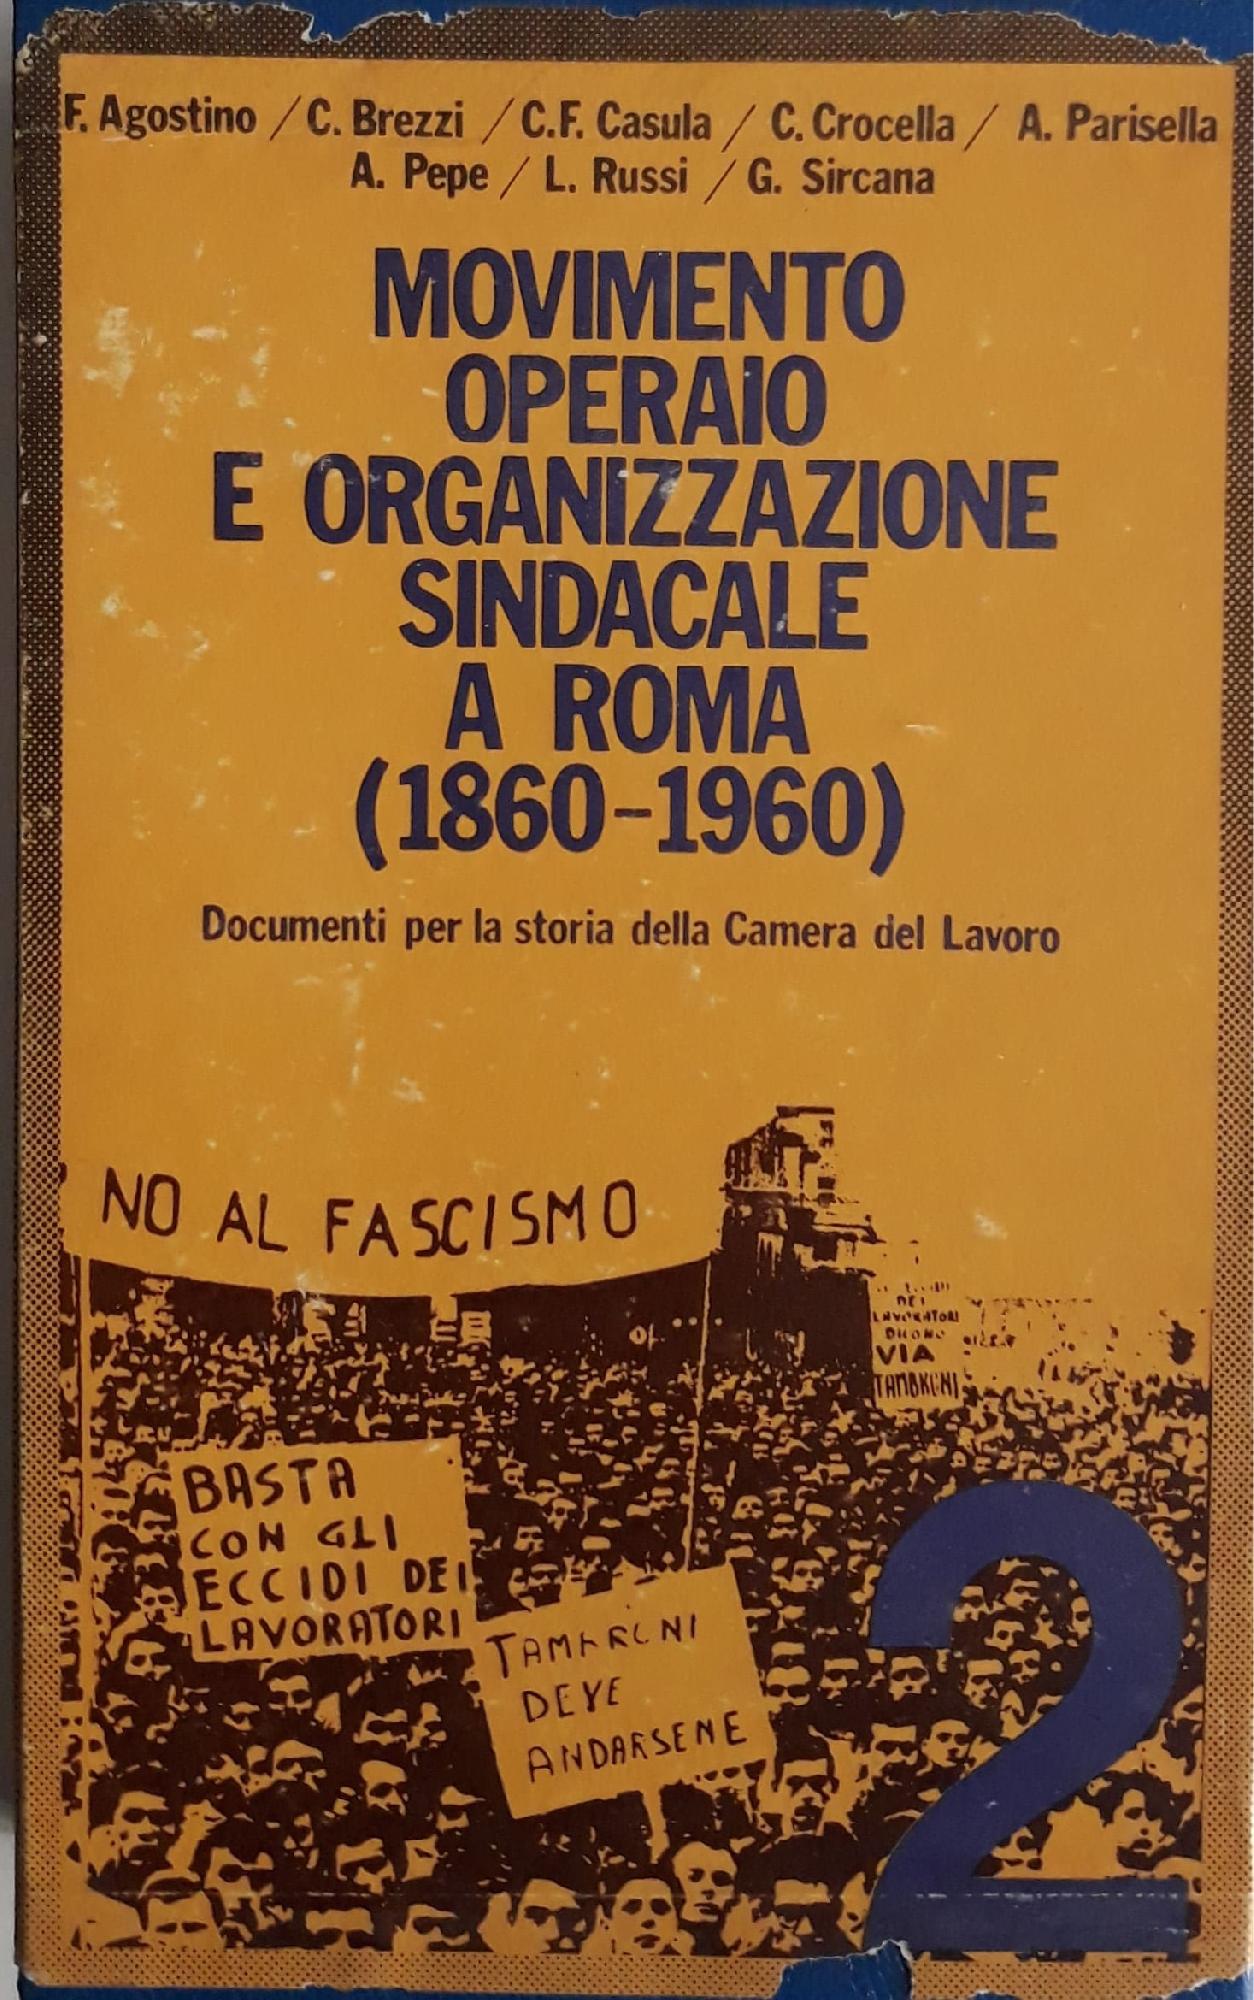 F. Agostino / C. Brezzi / C.F. Casula / C. Crocella / A. Parisella
A. Pepe / L. Russi / G. Sircana
MOVIMENTO
OPERAIO
E ORGANIZZAZIONE
SINDACALE
A ROMA
(1860-1960)
Documenti per la storia della Camera del Lavoro
NO AL FASCISMO
DEI
LAVORATORI
VIA
TAMBRONI
BASTA
CON GLI
ECCIDI DEI
LAVORATORI
DEVE
ANDARSENE
2